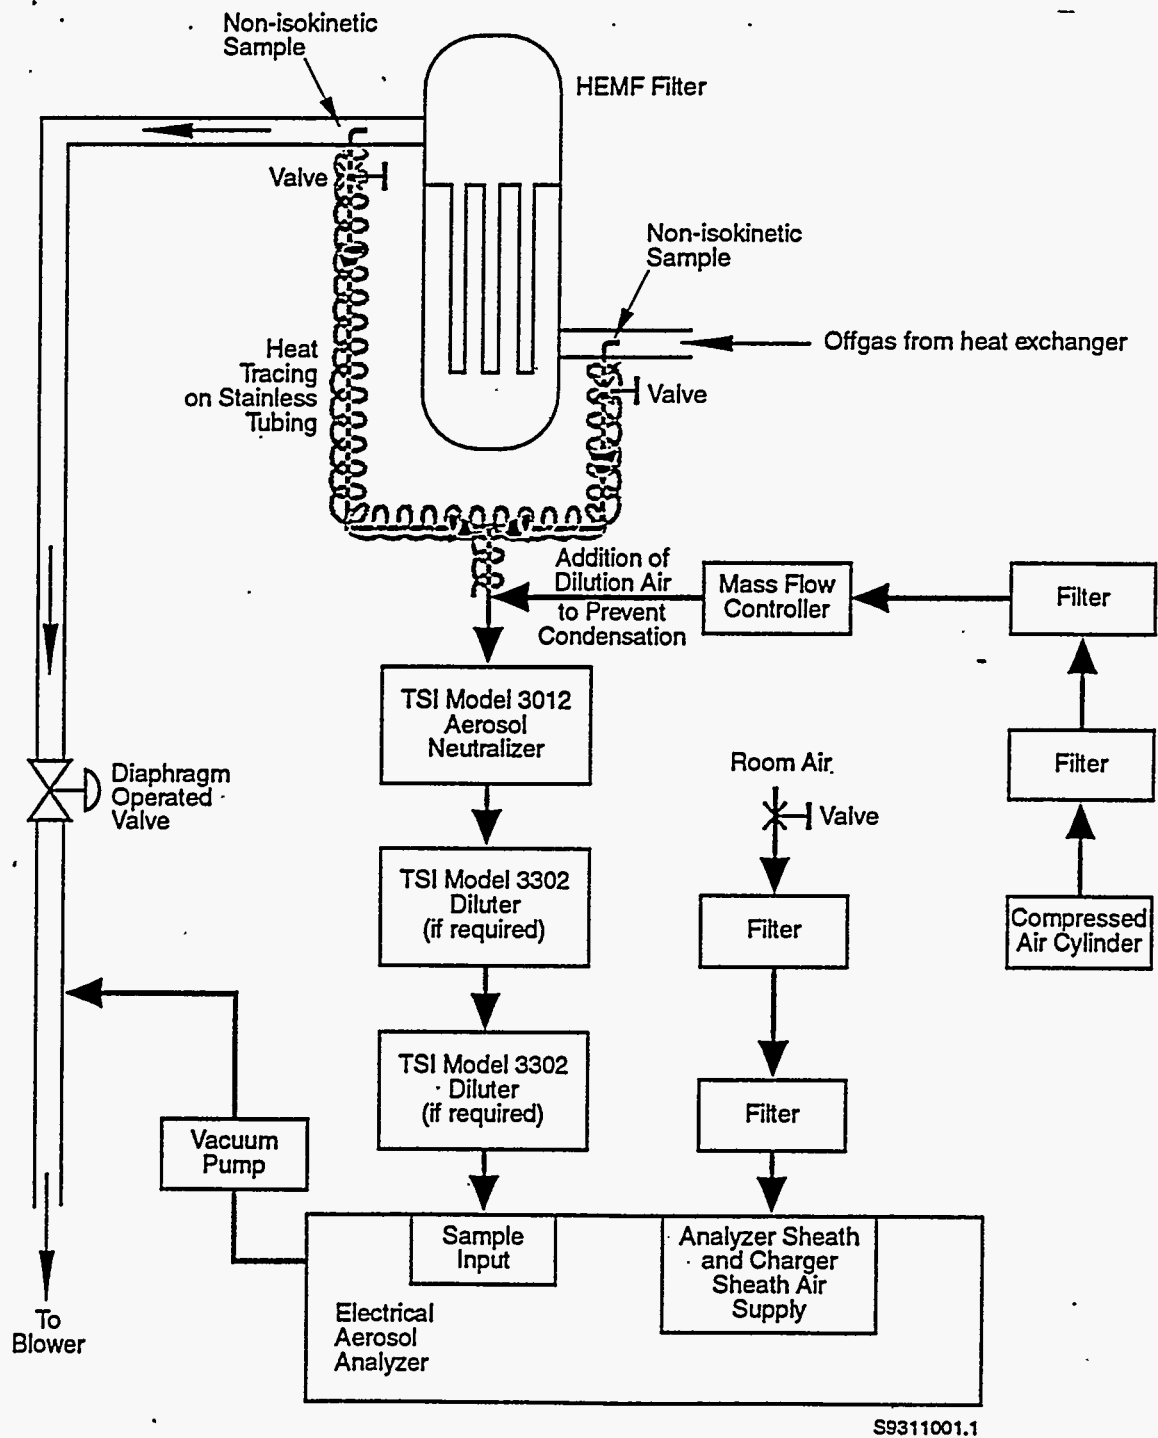 Non-isokinetic
Sample
HEMF Filter
Valve
Non-isokinetic
Sample
Offgas from heat exchanger
Heat
Tracing
on Stainless
Tubing
Valve
Addition of
Dilution Air
to Prevent
Condensation
Mass Flow
Controller
Filter
TSI Model 3012
Aerosol
Neutralizer
Diaphragm
Operated
Valve
Room Air
Valve
Filter
TSI Model 3302
Diluter
(if required)
Filter
Compressed
Air Cylinder
TSI Model 3302
Diluter
(if required)
Filter
Vacuum
Pump
Sample
Input
Analyzer Sheath
and Charger
Sheath Air
Supply
Electrical
Aerosol
Analyzer
To
Blower
S9311001.1